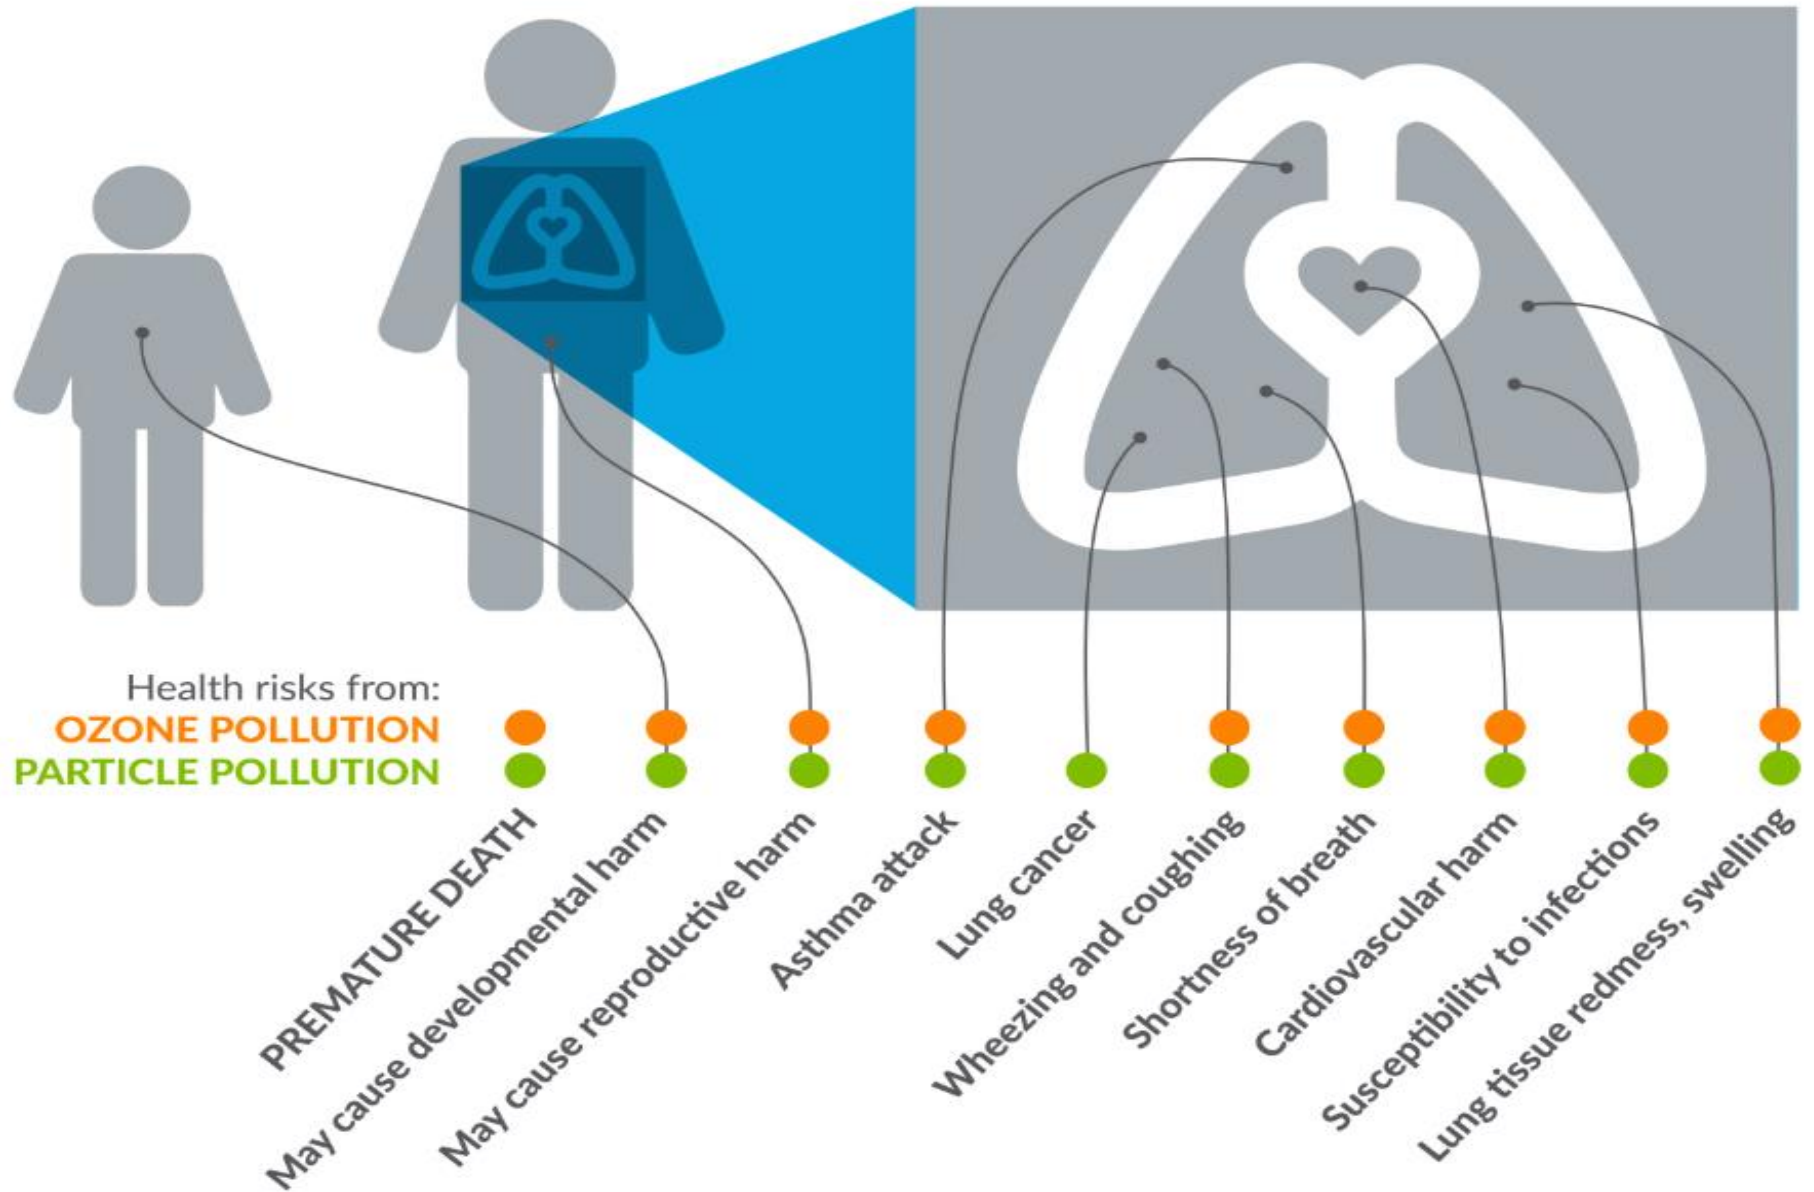 Health risks from:
OZONE POLLUTION
PARTICLE POLLUTION
PREMATURE DEATH
May cause developmental harm
May cause reproductive harm
Asthma attack
Lung cancer
Wheezing and coughing
Shortness of breath
Cardiovascular harm
Susceptibility to infections
Lung tissue redmess, swelling